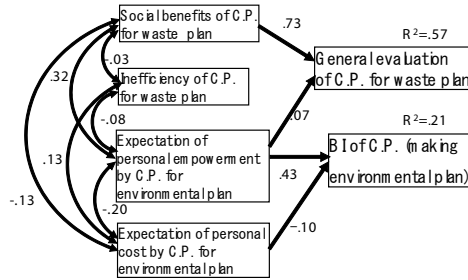 Social benefits of C.P.
for waste plan
.73
R²=.57
General evaluation
of C.P. for waste plan
-.03
.32
Inefficiency of C.P.
for waste plan
.07
R²=.21
-.08
Expectation of
personal empowerment
by C.P. for
environmental plan
BI of C.P. (making
environmental plan)
.43
.13
-.13
-.20
-.10
Expectation of personal
cost by C.P. for
environmental plan